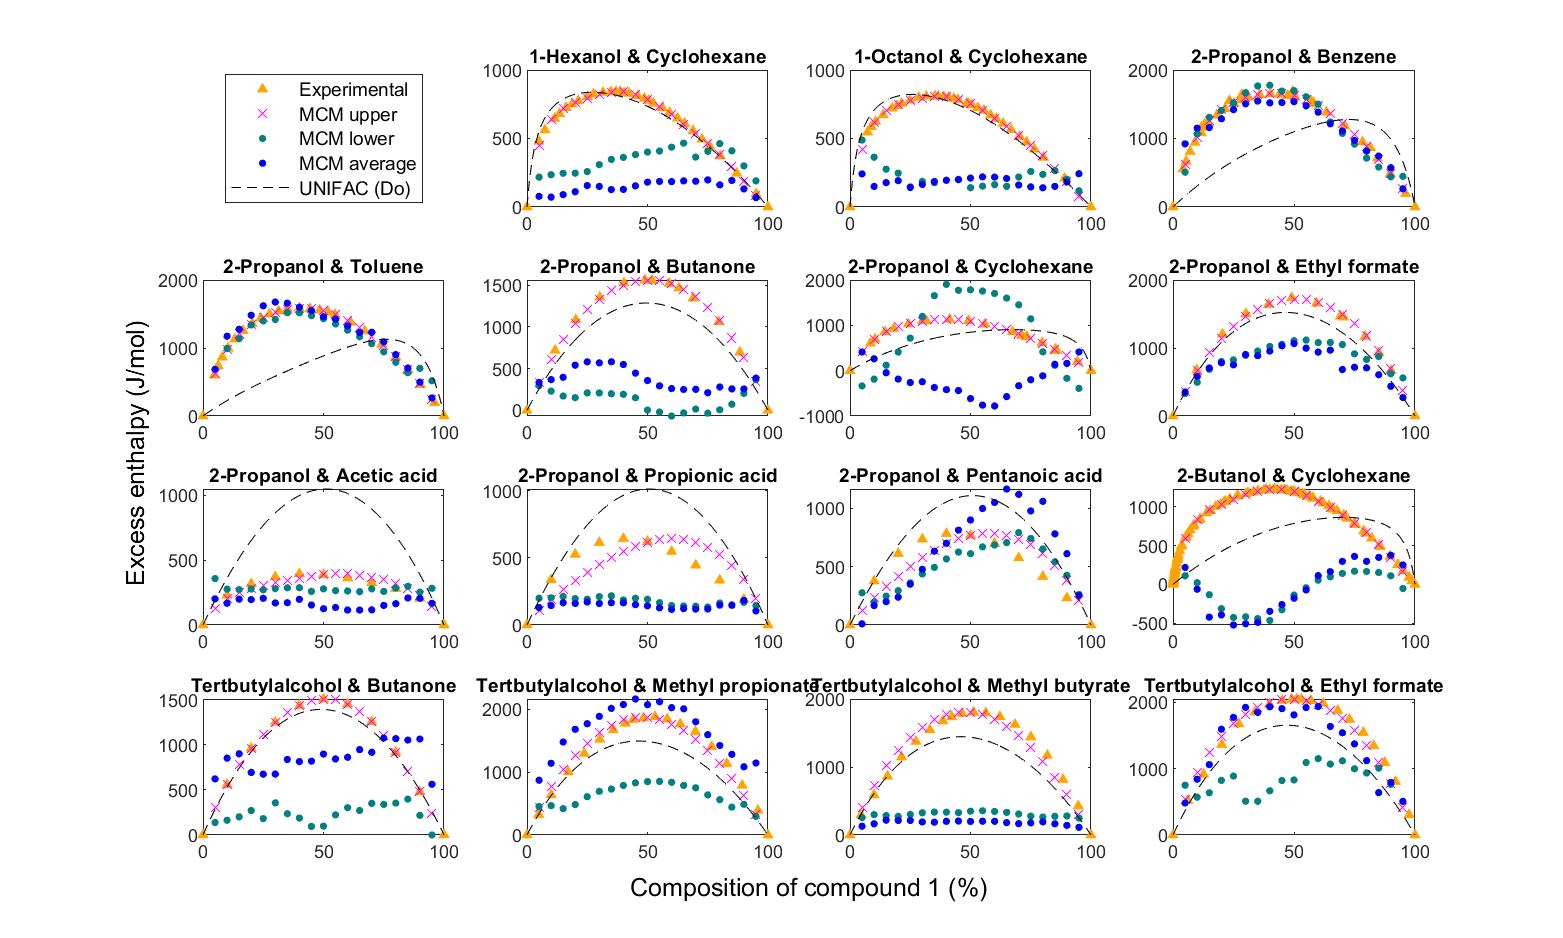 Experimental
MCM upper
MCM lower
MCM average
UNIFAC (Do)
1-Hexanol & Cyclohexane
1000
500
0
0 50 100
1-Octanol & Cyclohexane
1000
500
0
0 50 100
2-Propanol & Benzene
2000
1000
0
0 50 100
2-Propanol & Toluene
2000
1000
0
0 50 100
2-Propanol & Butanone
1500
1000
500
0
0 50 100
2-Propanol & Cyclohexane
2000
1000
0
-1000
0 50 100
2-Propanol & Ethyl formate
2000
1000
0
0 50 100
2-Propanol & Acetic acid
1000
500
0
0 50 100
2-Propanol & Propionic acid
1000
500
0
0 50 100
2-Propanol & Pentanoic acid
1000
500
0
0 50 100
2-Butanol & Cyclohexane
1000
500
0
-500
0 50 100
Tertbutylalcohol & Butanone
1500
1000
500
0
0 50 100
Tertbutylalcohol & Methyl propionate
2000
1000
0
0 50 100
Tertbutylalcohol & Methyl butyrate
2000
1000
0
0 50 100
Tertbutylalcohol & Ethyl formate
2000
1000
0
0 50 100
Excess enthalpy (J/mol)
Composition of compound 1 (%)